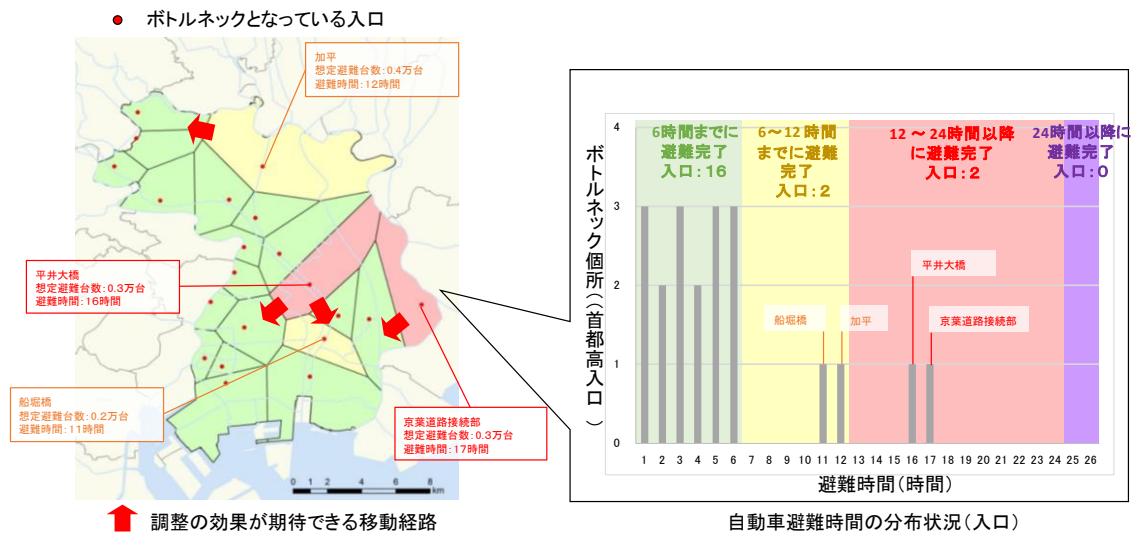 ボトルネックとなっている入口
加平
想定避難台数:0.4万台
避難時間:12時間
平井大橋
想定避難台数:0.3万台
避難時間:16時間
船堀橋
想定避難台数:0.2万台
避難時間:11時間
京葉道路接続部
想定避難台数:0.3万台
避難時間:17時間
0 1 2 4 6 8
km
調整の効果が期待できる移動経路
ボトルネック個所((首都高入口)
4
3
2
1
0
6時間までに
避難完了
入口:16
6~12時間
までに避難
完了
入口:2
12~24時間以降
に避難完了
入口:2
24時間以降に
避難完了
入口:0
平井大橋
船堀橋
加平
京葉道路接続部
1 2 3 4 5 6 7 8 9 10 11 12 13 14 15 16 17 18 19 20 21 22 23 24 25 26
避難時間(時間)
自動車避難時間の分布状況(入口)